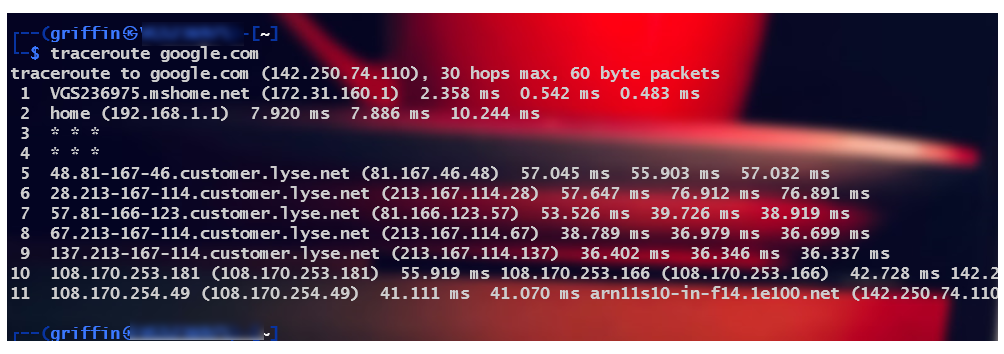 ┌──(griffin㉿ -[~]
└─$ traceroute google.com
traceroute to google.com (142.250.74.110), 30 hops max, 60 byte packets
1 VGS236975.mshome.net (172.31.160.1) 2.358 ms 0.542 ms 0.483 ms
2 home (192.168.1.1) 7.920 ms 7.886 ms 10.244 ms
3 * * *
4 * * *
5 48.81-167-46.customer.lyse.net (81.167.46.48) 57.045 ms 55.903 ms 57.032 ms
6 28.213-167-114.customer.lyse.net (213.167.114.28) 57.647 ms 76.912 ms 76.891 ms
7 57.81-166-123.customer.lyse.net (81.166.123.57) 53.526 ms 39.726 ms 38.919 ms
8 67.213-167-114.customer.lyse.net (213.167.114.67) 38.789 ms 36.979 ms 36.699 ms
9 137.213-167-114.customer.lyse.net (213.167.114.137) 36.402 ms 36.346 ms 36.337 ms
10 108.170.253.181 (108.170.253.181) 55.919 ms 108.170.253.166 (108.170.253.166) 42.728 ms 142.2
11 108.170.254.49 (108.170.254.49) 41.111 ms 41.070 ms arn11s10-in-f14.1e100.net (142.250.74.110
┌──(griffin㉿ ~]